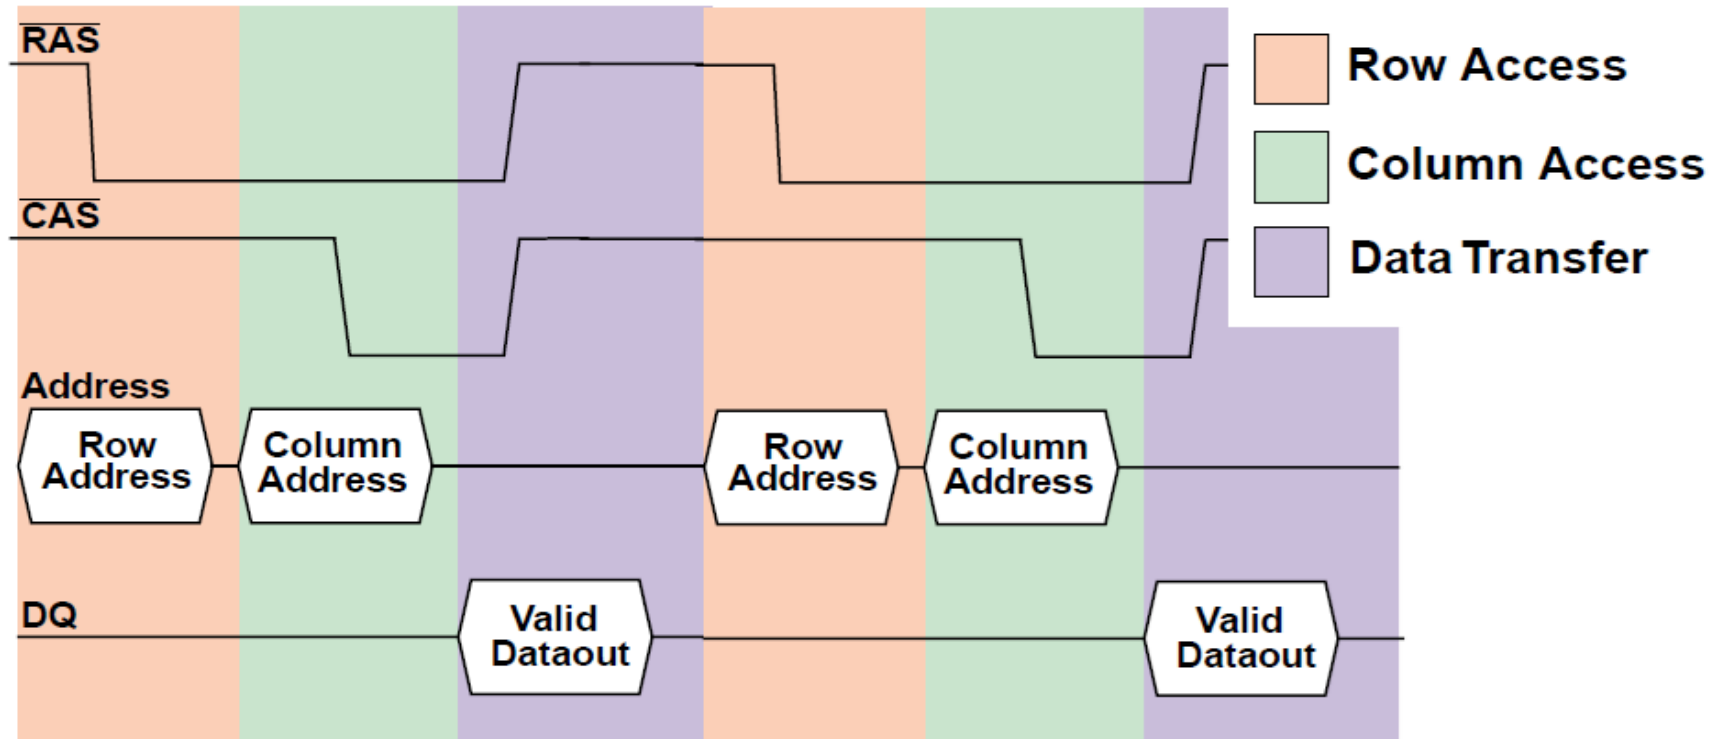 RAS
CAS
Address
Row
Address
Column
Address
Row
Address
Column
Address
DQ
Valid
Dataout
Valid
Dataout
Row Access
Column Access
Data Transfer